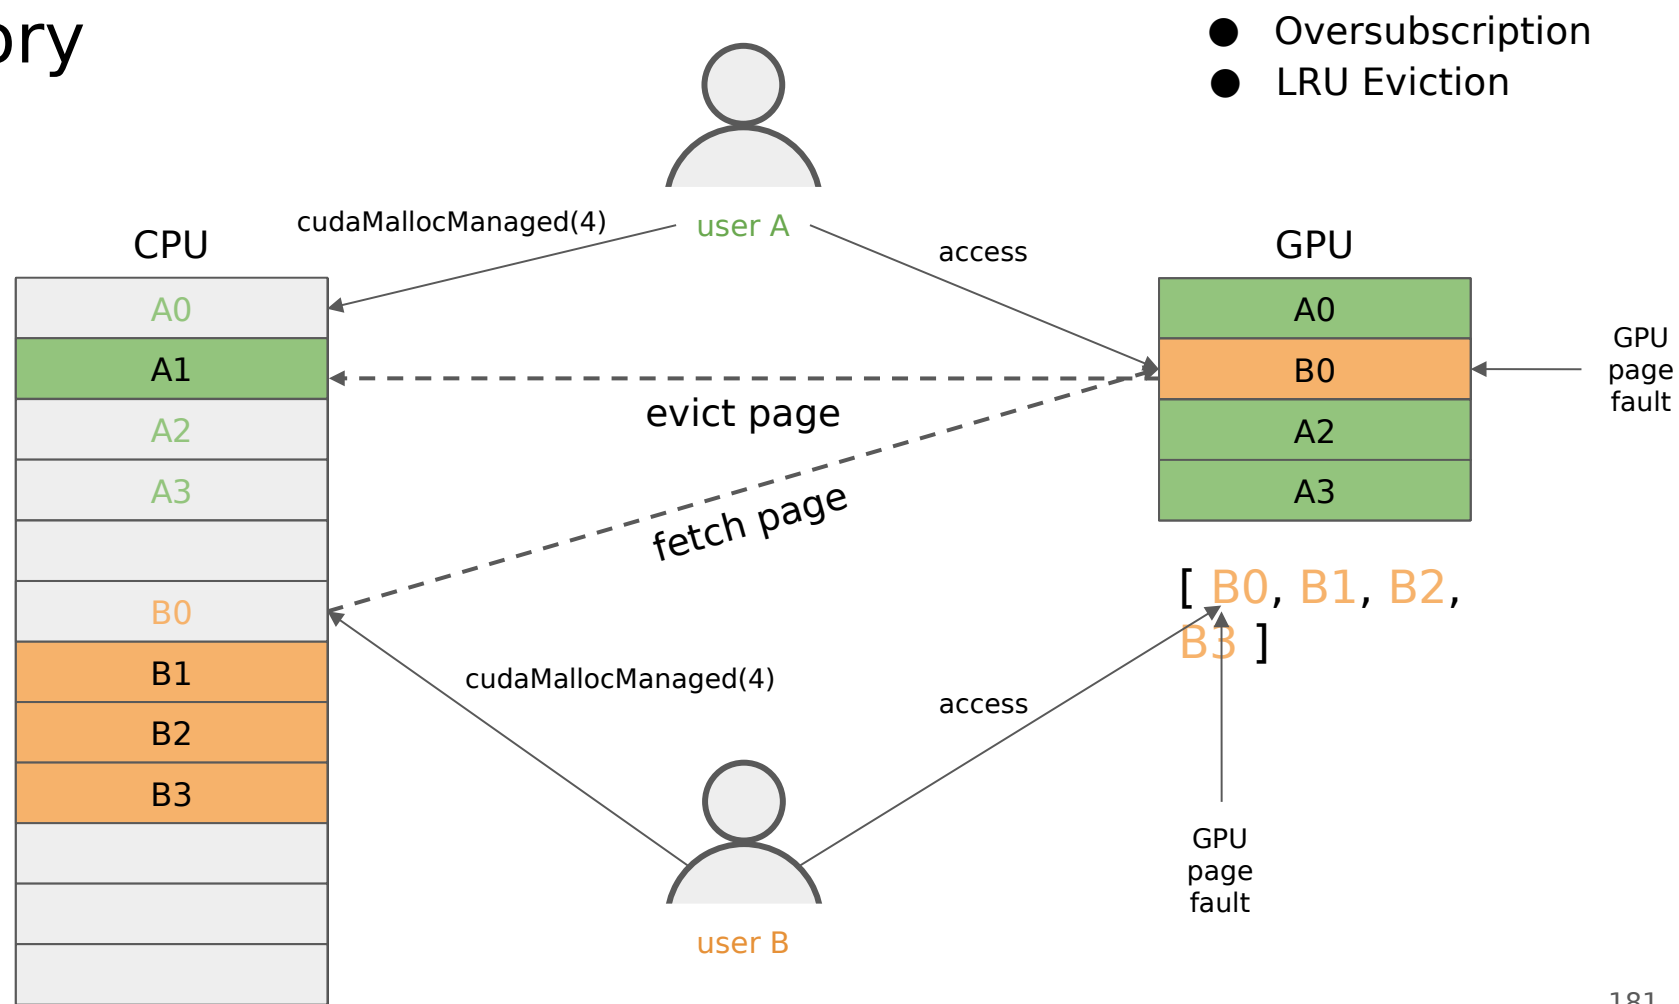 ory
● Oversubscription
● LRU Eviction
cudaMallocManaged(4)
user A
access
CPU
A0
A1
A2
A3
B0
B1
B2
B3
evict page
fetch page
GPU
A0
B0
A2
A3
GPU
page
fault
[ B0, B1, B2,
B3 ]
cudaMallocManaged(4)
access
user B
GPU
page
fault
181